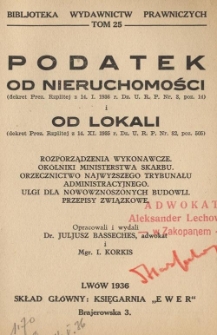 BIBLJOTEKA WYDAWNICTW PRAWNICZYCH
TOM 25
PODATEK
OD NIERUCHOMOŚCI
(dekret Prez. Rzplitej z 14. I. 1936 r. Dz. U. R. P. Nr. 3, poz. 14)
i
OD LOKALI
(dekret Prez. Rzplitej z 14. XI. 1935 r. Dz. U. R. P. Nr. 82, poz. 505)
ROZPORZĄDZENIA WYKONAWCZE.
OKÓLNIKI MINISTERSTWA SKARBU.
ORZECZNICTWO NAJWYŻSZEGO TRYBUNAŁU
ADMINISTRACYJNEGO.
ULGI DLA NOWOWZNOSZONYCH BUDOWLI.
PRZEPISY ZWIĄZKOWE.
ADWOKAT
Aleksander Lechow
w Zakopanem
Opracowali i wydali
Dr. JULJUSZ BASSECHES, adwokat
i
Mgr. I. KORKIS
LWÓW 1936
SKŁAD GŁÓWNY: KSIĘGARNIA „EWER"
Brajerowska 3.